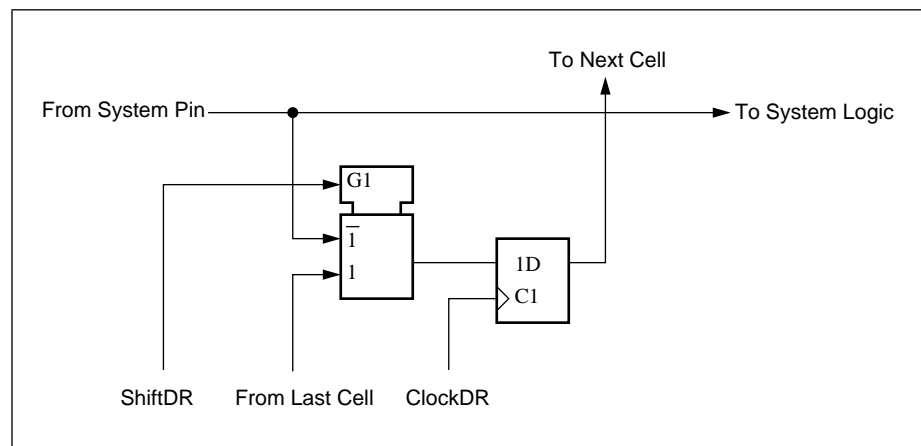 To Next Cell
From System Pin
To System Logic
G1
1̅
1D
1
C1
ShiftDR
From Last Cell
ClockDR